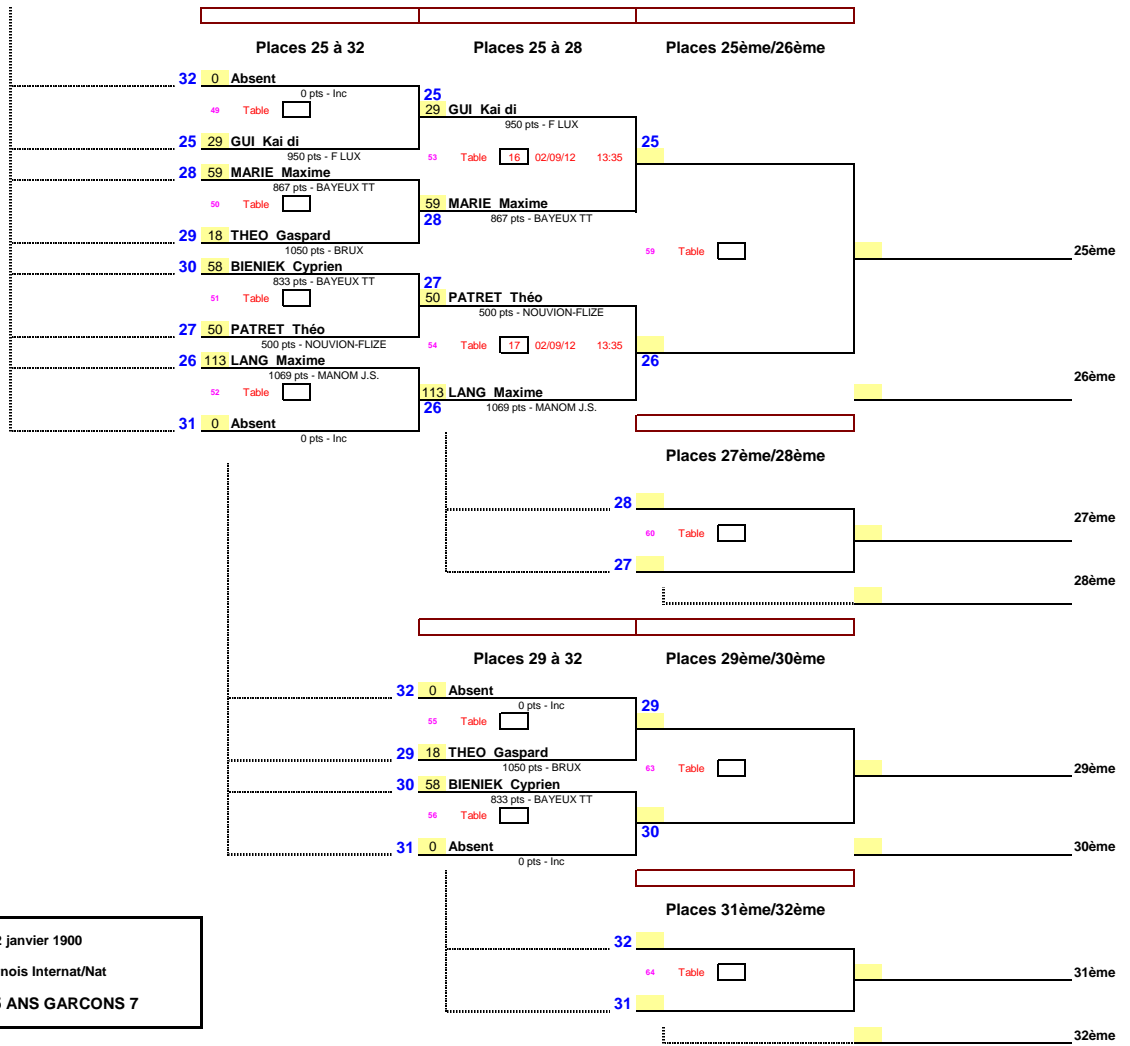 Places 25 à 32 Places 25 à 28 Places 25ème/26ème
32 0 Absent
0 pts - Inc
49 Table
25
29 GUI Kai di
950 pts - F LUX
25 29 GUI Kai di
950 pts - F LUX
25
53 Table 16 02/09/12 13:35
28 59 MARIE Maxime
867 pts - BAYEUX TT
50 Table
59 MARIE Maxime
28
867 pts - BAYEUX TT
29 18 THEO Gaspard
1050 pts - BRUX
59 Table
25ème
30 58 BIENIEK Cyprien
833 pts - BAYEUX TT
51 Table
27
50 PATRET Théo
500 pts - NOUVION-FLIZE
27 50 PATRET Théo
500 pts - NOUVION-FLIZE
54 Table 17 02/09/12 13:35
26
26 113 LANG Maxime
1069 pts - MANOM J.S.
26ème
52 Table
113 LANG Maxime
26
1069 pts - MANOM J.S.
31 0 Absent
0 pts - Inc
Places 27ème/28ème
28
27ème
60 Table
27
28ème
Places 29 à 32 Places 29ème/30ème
32 0 Absent
0 pts - Inc
29
55 Table
29 18 THEO Gaspard
1050 pts - BRUX
63 Table
29ème
30 58 BIENIEK Cyprien
833 pts - BAYEUX TT
56 Table
30
31 0 Absent
0 pts - Inc
30ème
Places 31ème/32ème
32
64 Table
31ème
31
32ème
janvier 1900
nois Internat/Nat
ANS GARCONS 7